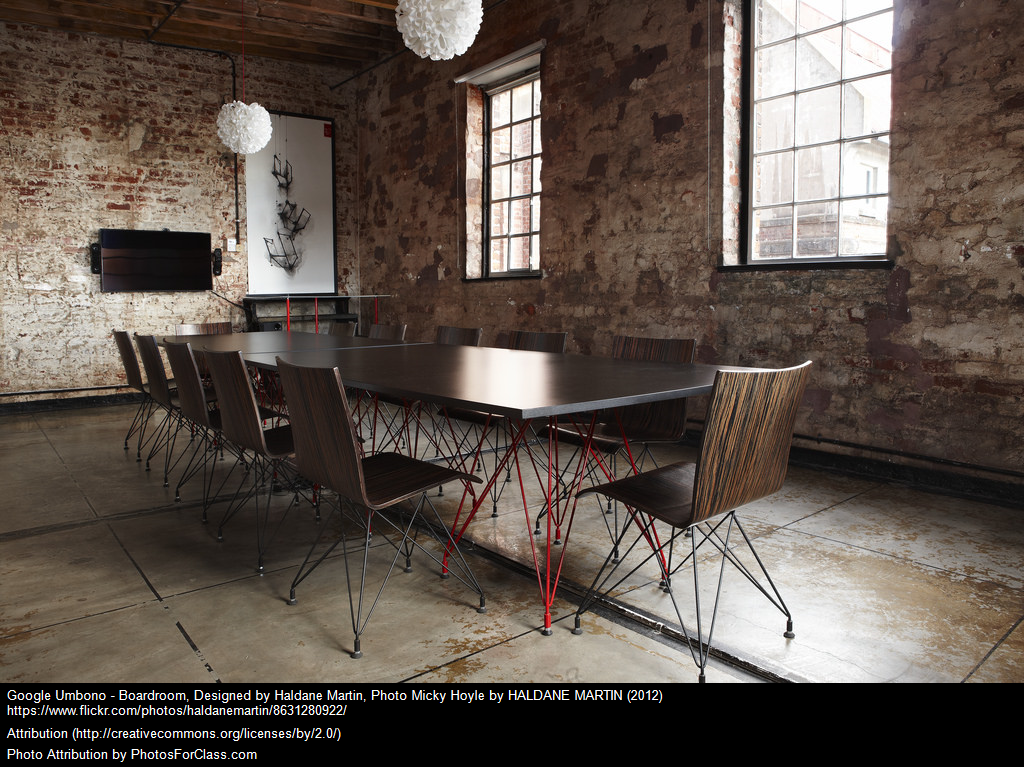 Google Umbono - Boardroom, Designed by Haldane Martin, Photo Micky Hoyle by HALDANE MARTIN (2012)
https://www.flickr.com/photos/haldanemartin/8631280922/
Attribution (http://creativecommons.org/licenses/by/2.0/)
Photo Attribution by PhotosForClass.com